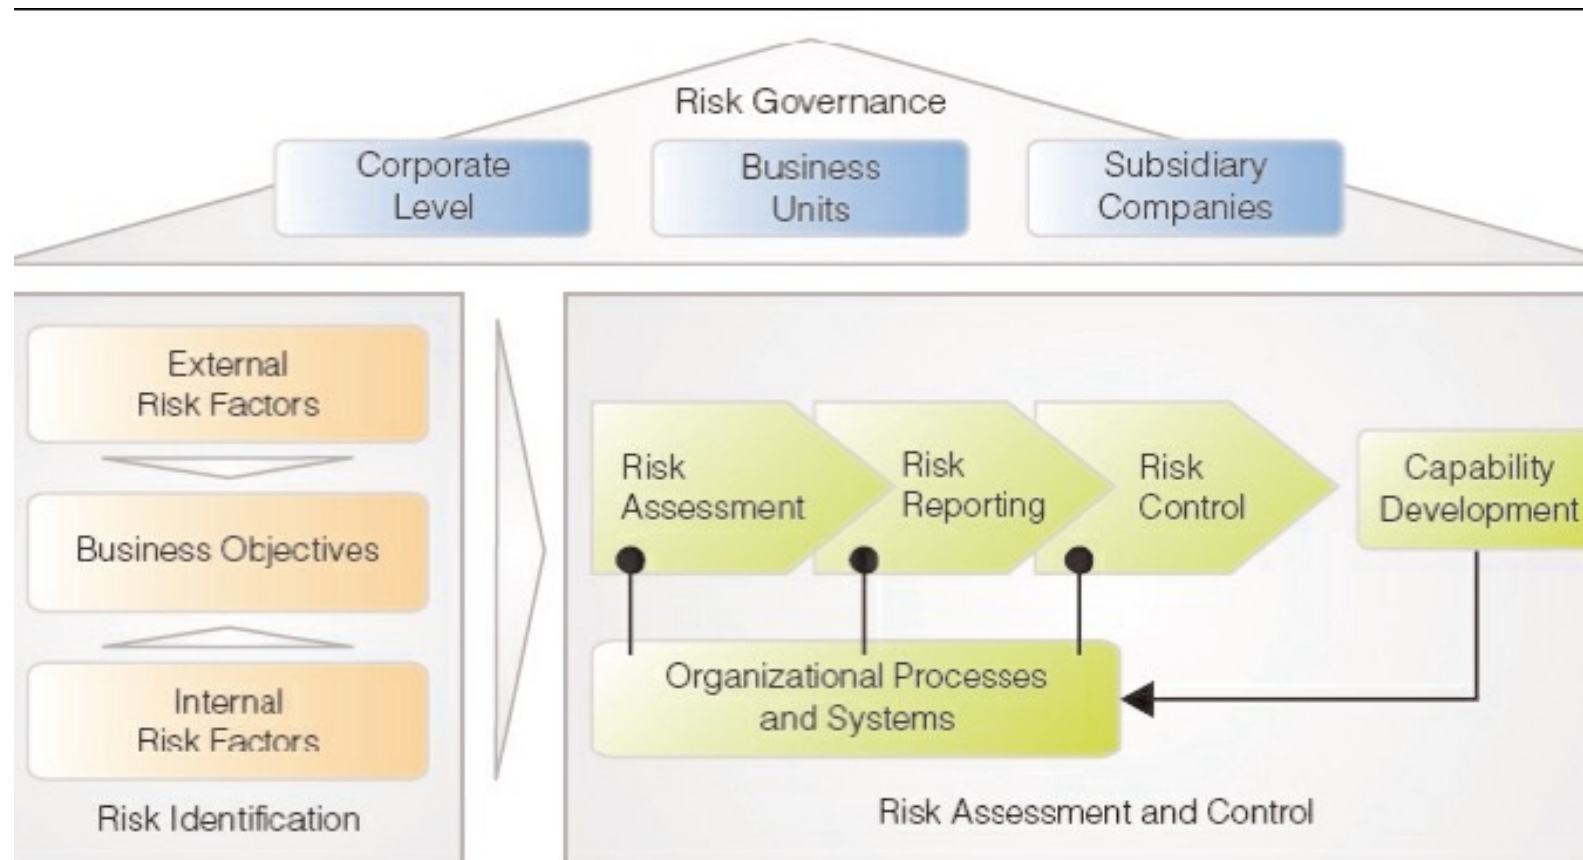 Risk Governance
Corporate
Level
Business
Units
Subsidiary
Companies
External
Risk Factors
Business Objectives
Internal
Risk Factors
Risk Identification
Risk
Assessment
Risk
Reporting
Risk
Control
Capability
Development
Organizational Processes
and Systems
Risk Assessment and Control